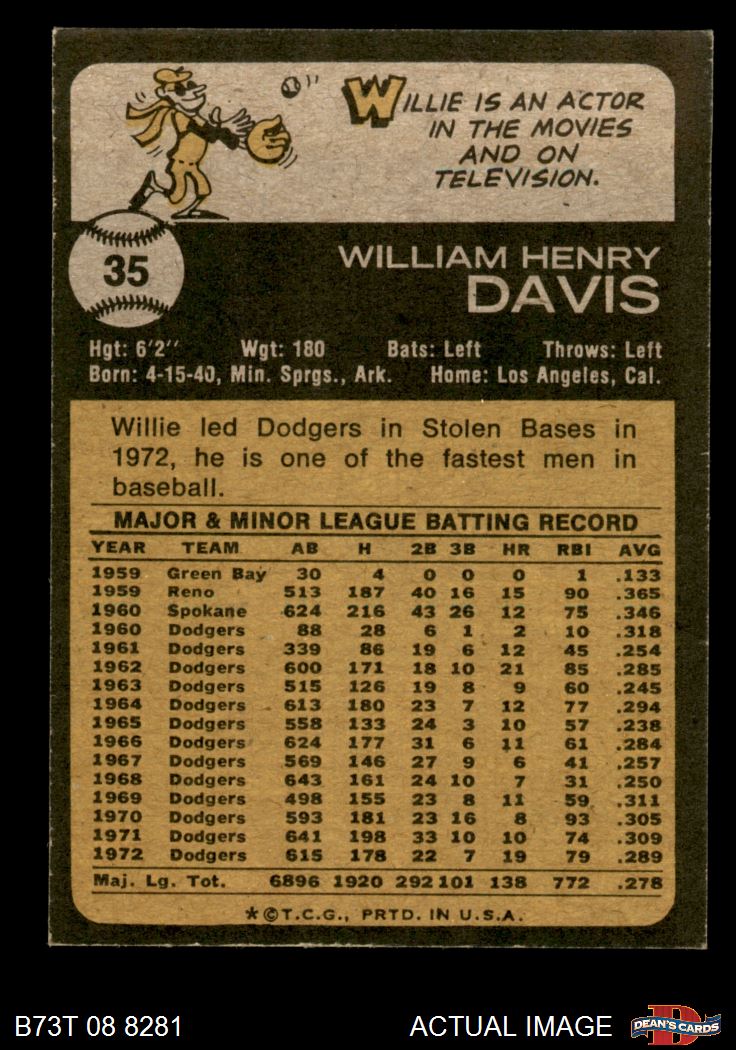 WILLIE IS AN ACTOR
IN THE MOVIES
AND ON
TELEVISION.
35
WILLIAM HENRY
DAVIS
Hgt: 6'2" Wgt: 180 Bats: Left Throws: Left
Born: 4-15-40, Min. Sprgs., Ark. Home: Los Angeles, Cal.
Willie led Dodgers in Stolen Bases in
1972, he is one of the fastest men in
baseball.
MAJOR & MINOR LEAGUE BATTING RECORD
YEAR TEAM AB H 2B 3B HR RBI AVG
1959 Green Bay 30 4 0 0 0 1 .133
1959 Reno 513 187 40 16 15 90 .365
1960 Spokane 624 216 43 26 12 75 .346
1960 Dodgers 88 28 6 1 2 10 .318
1961 Dodgers 339 86 19 6 12 45 .254
1962 Dodgers 600 171 18 10 21 85 .285
1963 Dodgers 515 126 19 8 9 60 .245
1964 Dodgers 613 180 23 7 12 77 .294
1965 Dodgers 558 133 24 3 10 57 .238
1966 Dodgers 624 177 31 6 11 61 .284
1967 Dodgers 569 146 27 9 6 41 .257
1968 Dodgers 643 161 24 10 7 31 .250
1969 Dodgers 498 155 23 8 11 59 .311
1970 Dodgers 593 181 23 16 8 93 .305
1971 Dodgers 641 198 33 10 10 74 .309
1972 Dodgers 615 178 22 7 19 79 .289
Maj. Lg. Tot. 6896 1920 292 101 138 772 .278
*©T.C.G., PRTD. IN U.S.A.
B73T 08 8281 ACTUAL IMAGE D DEAN'S CARDS